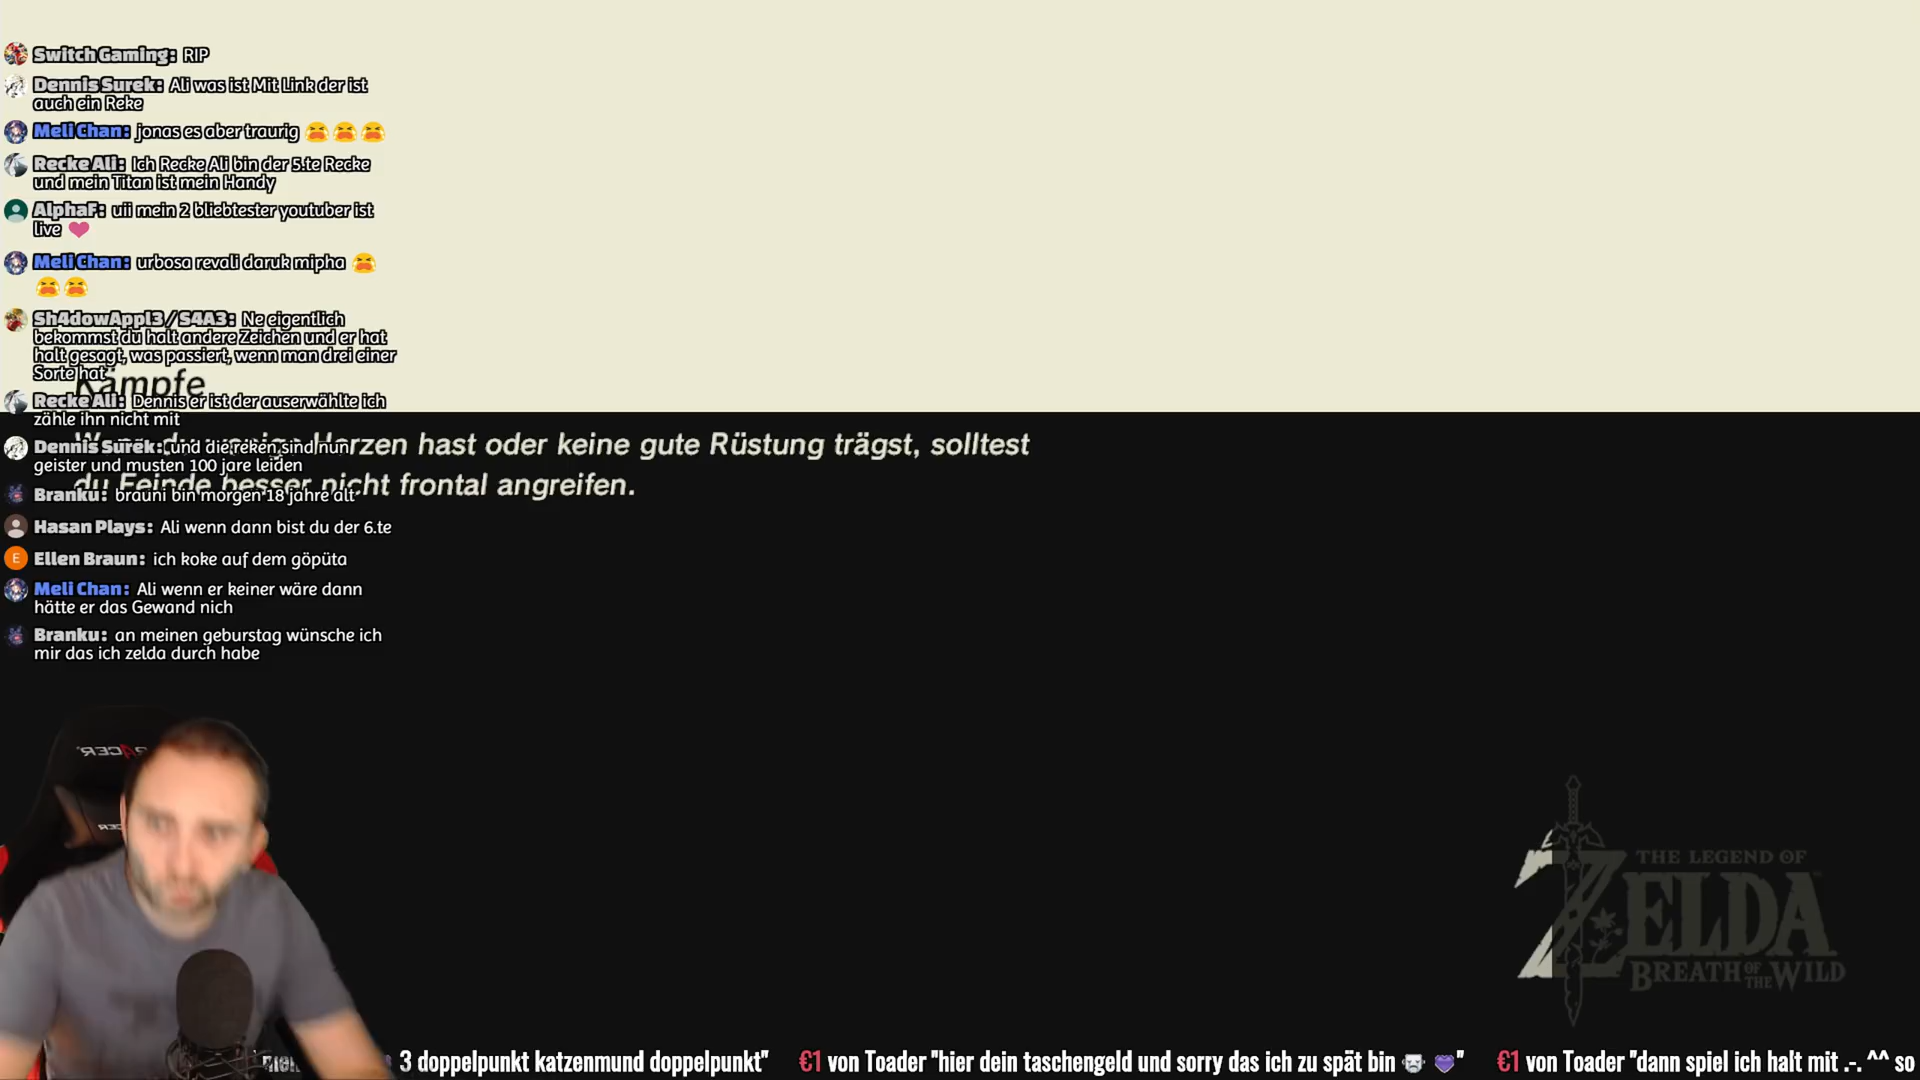 Switch Gaming: RIP
Dennis Surek: Ali was ist Mit Link der ist
auch ein Reke
Meli Chan: jonas es aber traurig
Recke Ali: Ich Recke Ali bin der 5.te Recke
und mein Titan ist mein Handy
AlphaF: uii mein 2 bliebtester youtuber ist
live
Meli Chan: urbosa revali daruk mipha
Sh4dowAppl3 / S4A3: Ne eigentlich
bekommst du halt andere Zeichen und er hat
halt gesagt, was passiert, wenn man drei einer
Sorte hat
Kämpfe
Recke Ali: Dennis er ist der auserwählte ich
zähle ihn nicht mit
Herzen hast oder keine gute Rüstung trägst, solltest
du Feinde besser nicht frontal angreifen.
Dennis Surek: und die reken sind nun
geister und musten 100 jare leiden
Branku: brauni bin morgen 18 jahre alt
Hasan Plays: Ali wenn dann bist du der 6.te
E
Ellen Braun: ich koke auf dem göpüta
Meli Chan: Ali wenn er keiner wäre dann
hätte er das Gewand nich
Branku: an meinen geburstag wünsche ich
mir das ich zelda durch habe
THE LEGEND OF
ZELDA
BREATH OF THE WILD
3 doppelpunkt katzenmund doppelpunkt" €1 von Toader "hier dein taschengeld und sorry das ich zu spät bin " €1 von Toader "dann spiel ich halt mit .-. ^^ so